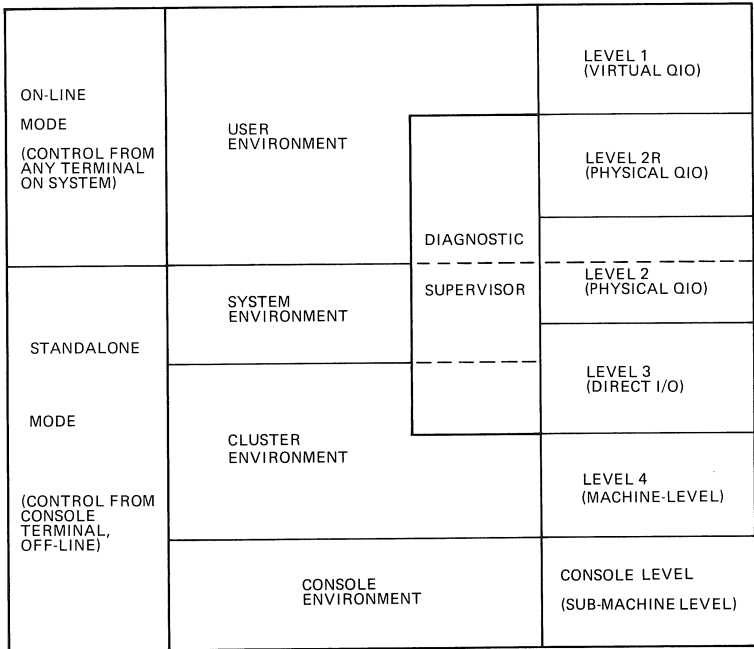 ON-LINE
MODE
(CONTROL FROM
ANY TERMINAL
ON SYSTEM)
USER
ENVIRONMENT
LEVEL 1
(VIRTUAL QIO)
LEVEL 2R
(PHYSICAL QIO)
DIAGNOSTIC
SUPERVISOR
LEVEL 2
(PHYSICAL QIO)
STANDALONE
MODE
(CONTROL FROM
CONSOLE
TERMINAL,
OFF-LINE)
SYSTEM
ENVIRONMENT
LEVEL 3
(DIRECT I/O)
CLUSTER
ENVIRONMENT
LEVEL 4
(MACHINE-LEVEL)
CONSOLE
ENVIRONMENT
CONSOLE LEVEL
(SUB-MACHINE LEVEL)